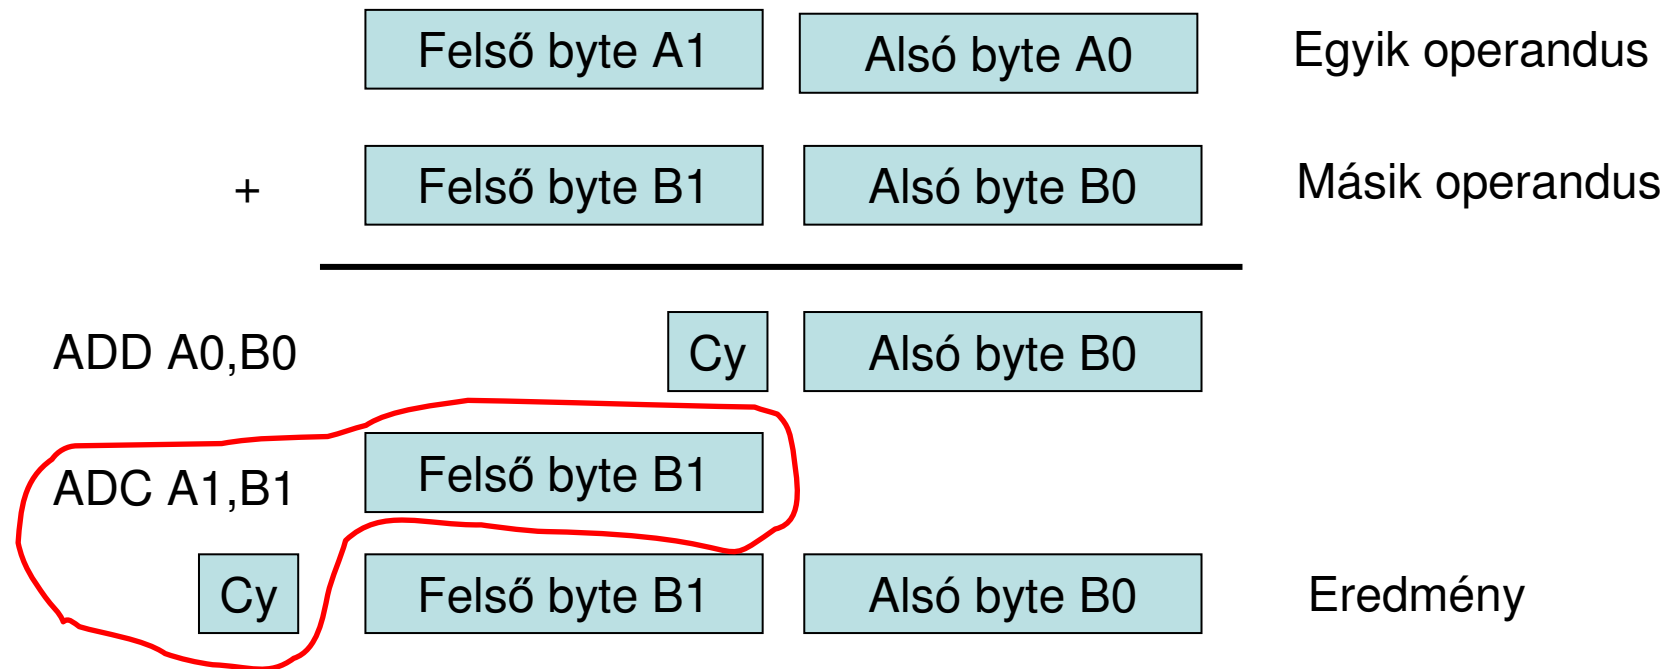 Felső byte A1 Alsó byte A0 Egyik operandus
+ Felső byte B1 Alsó byte B0 Másik operandus
ADD A0,B0 Cy Alsó byte B0
ADC A1,B1 Felső byte B1
Cy Felső byte B1 Alsó byte B0 Eredmény